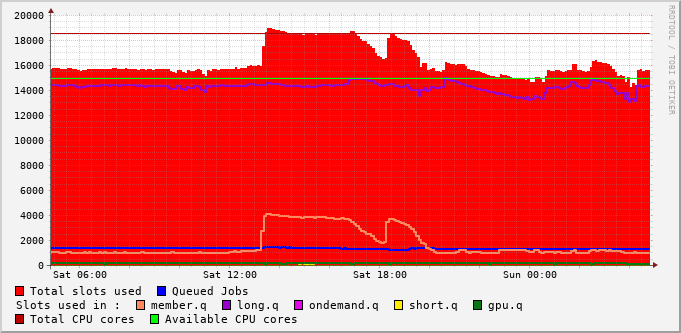 20000
18000
16000
14000
12000
10000
8000
6000
4000
2000
0
Sat 06:00 Sat 12:00 Sat 18:00 Sun 00:00
RRDTOOL / TOBI OETIKER
Total slots used Queued Jobs
Slots used in : member.q long.q ondemand.q short.q gpu.q
Total CPU cores Available CPU cores